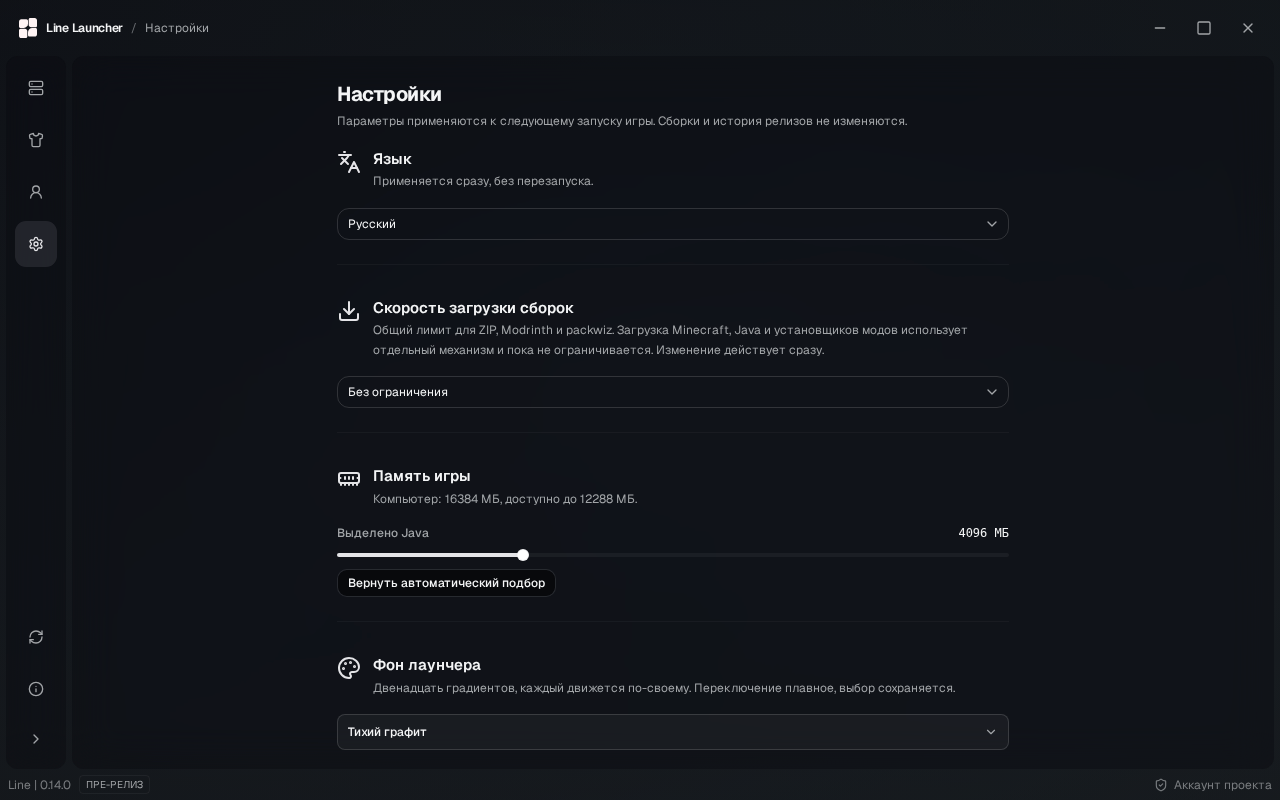 Line Launcher / Настройки
Настройки
Параметры применяются к следующему запуску игры. Сборки и история релизов не изменяются.
Язык
Применяется сразу, без перезапуска.
Русский
Скорость загрузки сборок
Общий лимит для ZIP, Modrinth и packwiz. Загрузка Minecraft, Java и установщиков модов использует
отдельный механизм и пока не ограничивается. Изменение действует сразу.
Без ограничения
Память игры
Компьютер: 16384 МБ, доступно до 12288 МБ.
Выделено Java 4096 МБ
Вернуть автоматический подбор
Фон лаунчера
Двенадцать градиентов, каждый движется по-своему. Переключение плавное, выбор сохраняется.
Тихий графит
Line | 0.14.0 ПРЕ-РЕЛИЗ Аккаунт проекта